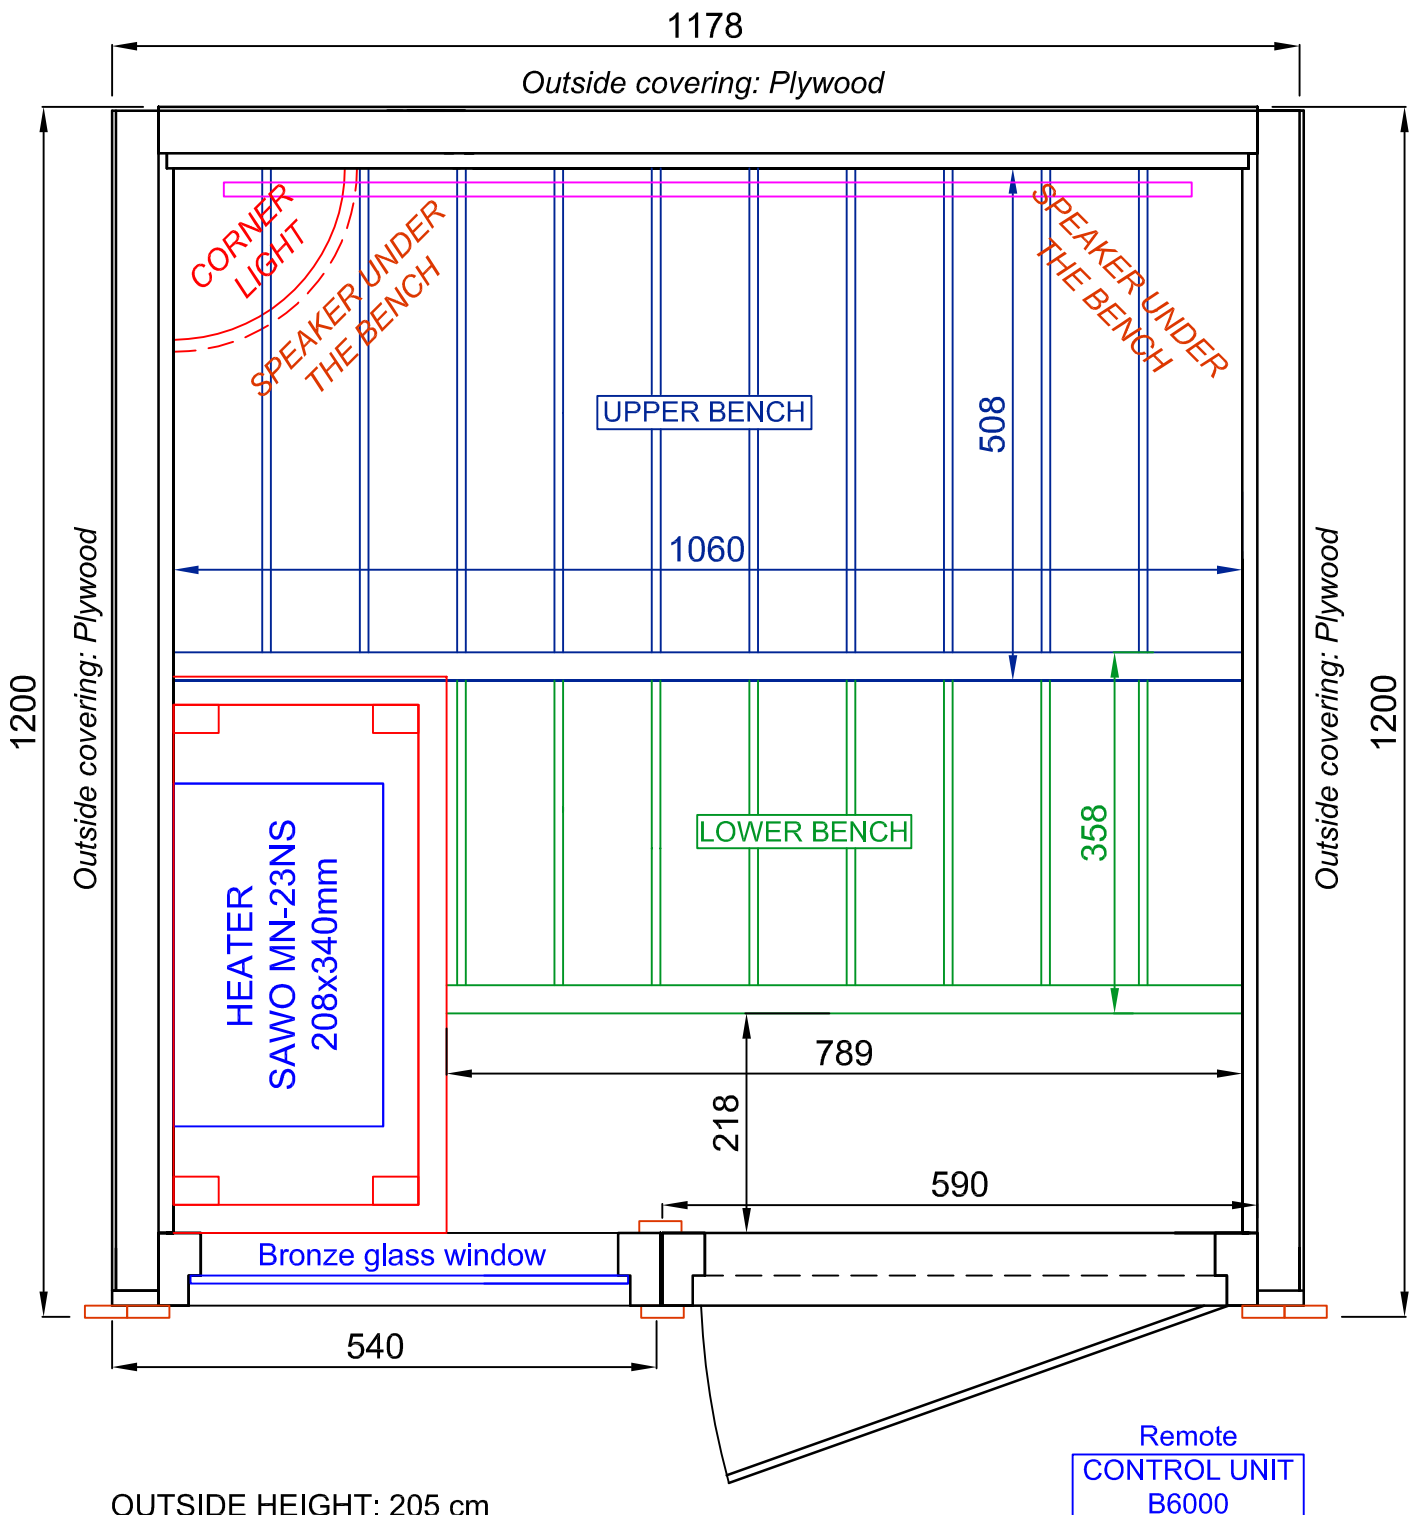 1178
Outside covering: Plywood
CORNER
LIGHT
SPEAKER UNDER
THE BENCH
SPEAKER UNDER
THE BENCH
UPPER BENCH
508
1060
Outside covering: Plywood
1200
Outside covering: Plywood
1200
LOWER BENCH
358
HEATER
SAWO MN-23NS
208x340mm
789
218
590
Bronze glass window
540
Remote
CONTROL UNIT
B6000
OUTSIDE HEIGHT: 205 cm